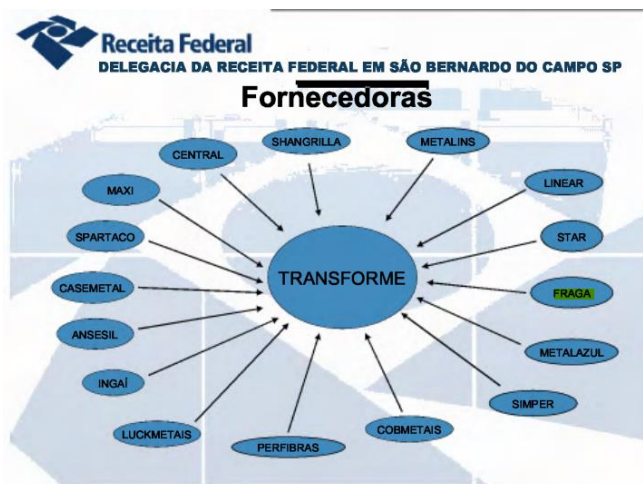 Receita Federal
DELEGACIA DA RECEITA FEDERAL EM SÃO BERNARDO DO CAMPO SP
Fornecedoras
SHANGRILLA
METALINS
CENTRAL
LINEAR
MAXI
SPARTACO
STAR
TRANSFORME
CASEMETAL
FRAGA
ANSESIL
METALAZUL
INGAÍ
SIMPER
LUCKMETAIS
COBMETAIS
PERFIBRAS